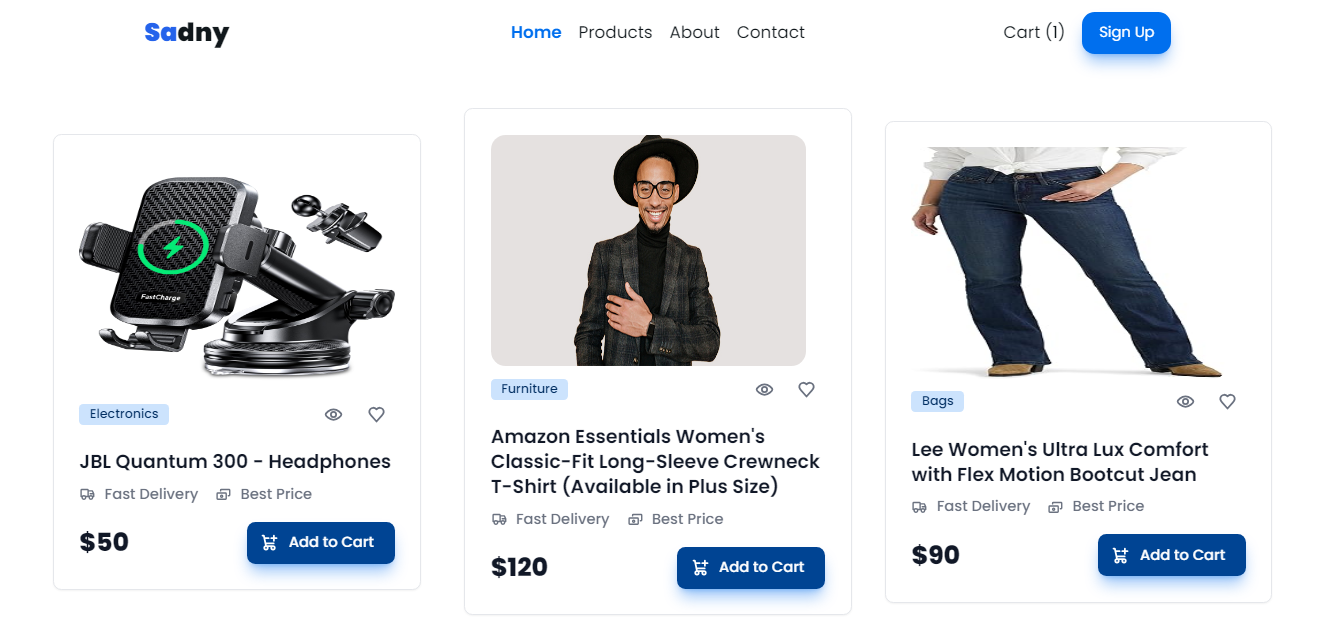 Sadny
Home Products About Contact
Cart (1)
Sign Up
FastCharge
Electronics
JBL Quantum 300 - Headphones
Fast Delivery
Best Price
$50
Add to Cart
Furniture
Amazon Essentials Women's
Classic-Fit Long-Sleeve Crewneck
T-Shirt (Available in Plus Size)
Fast Delivery
Best Price
$120
Add to Cart
Bags
Lee Women's Ultra Lux Comfort
with Flex Motion Bootcut Jean
Fast Delivery
Best Price
$90
Add to Cart